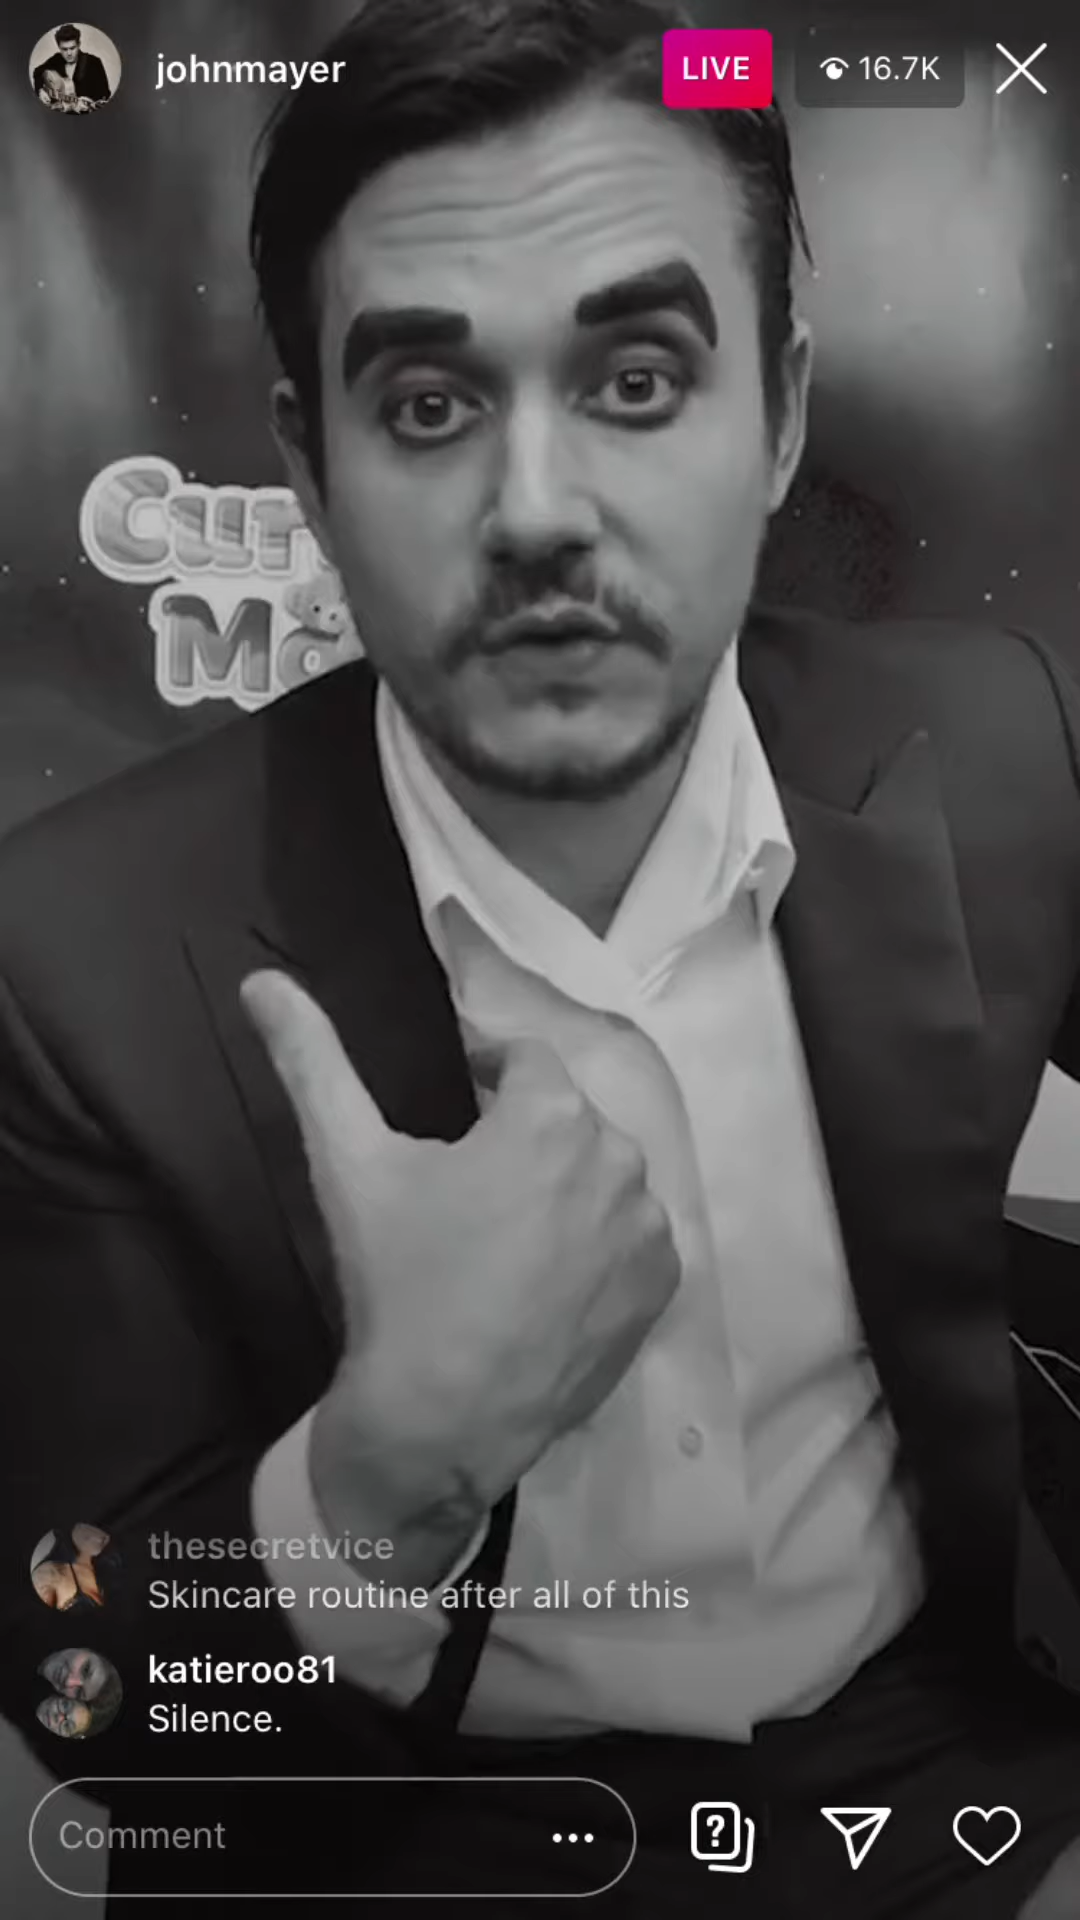 johnmayer
LIVE
16.7K
thesecretvice
Skincare routine after all of this
katieroo81
Silence.
Comment
?